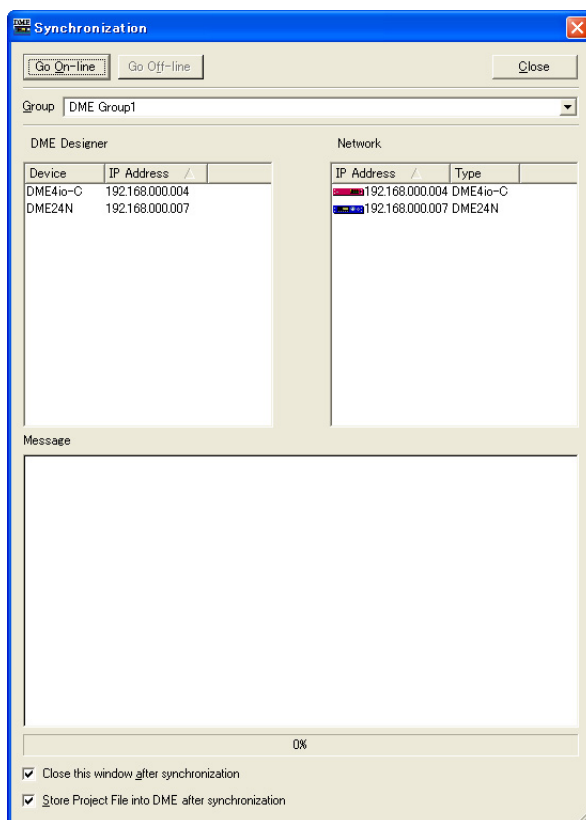 DME Synchronization
Go On-line Go Off-line Close
Group DME Group1
DME Designer Network
Device IP Address IP Address Type
DME4io-C 192.168.000.004 192.168.000.004 DME4io-C
DME24N 192.168.000.007 192.168.000.007 DME24N
Message
0%
Close this window after synchronization
Store Project File into DME after synchronization